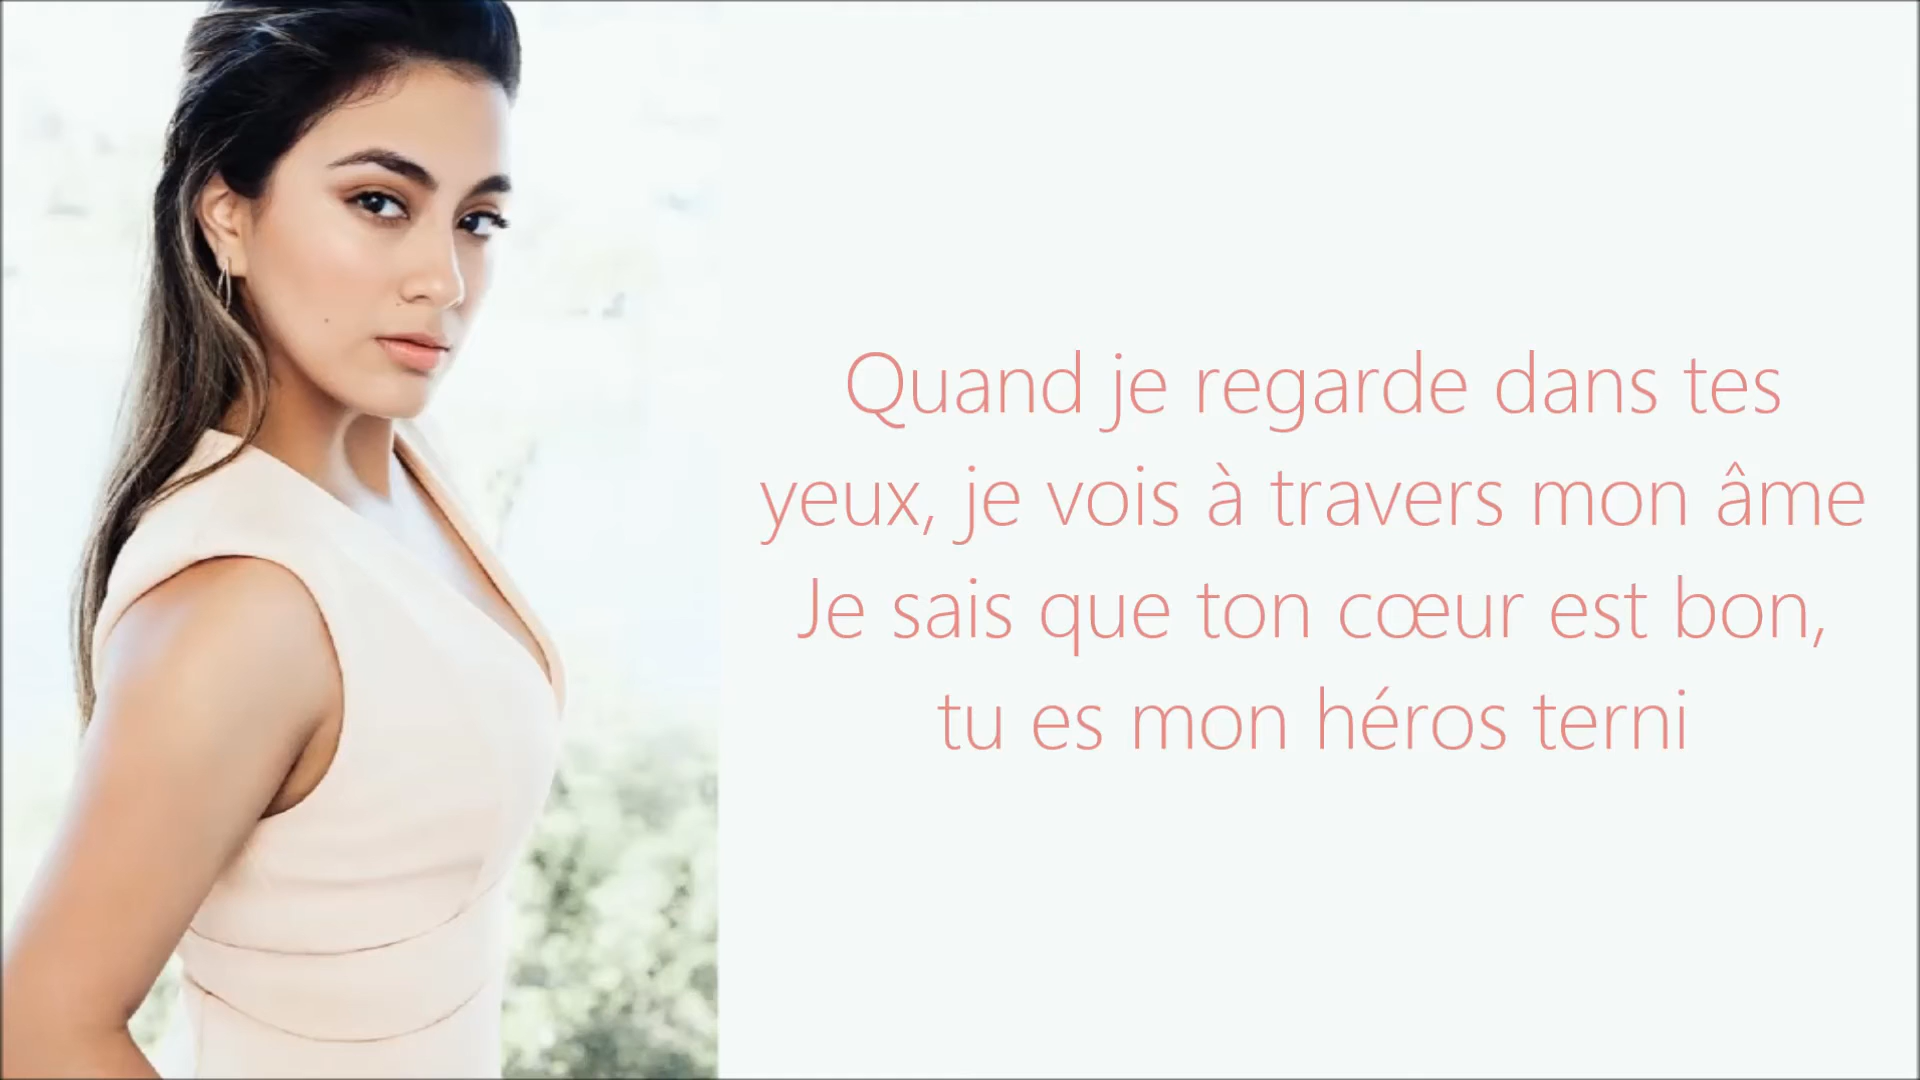 Quand je regarde dans tes
yeux, je vois à travers mon âme
Je sais que ton cœur est bon,
tu es mon héros terni